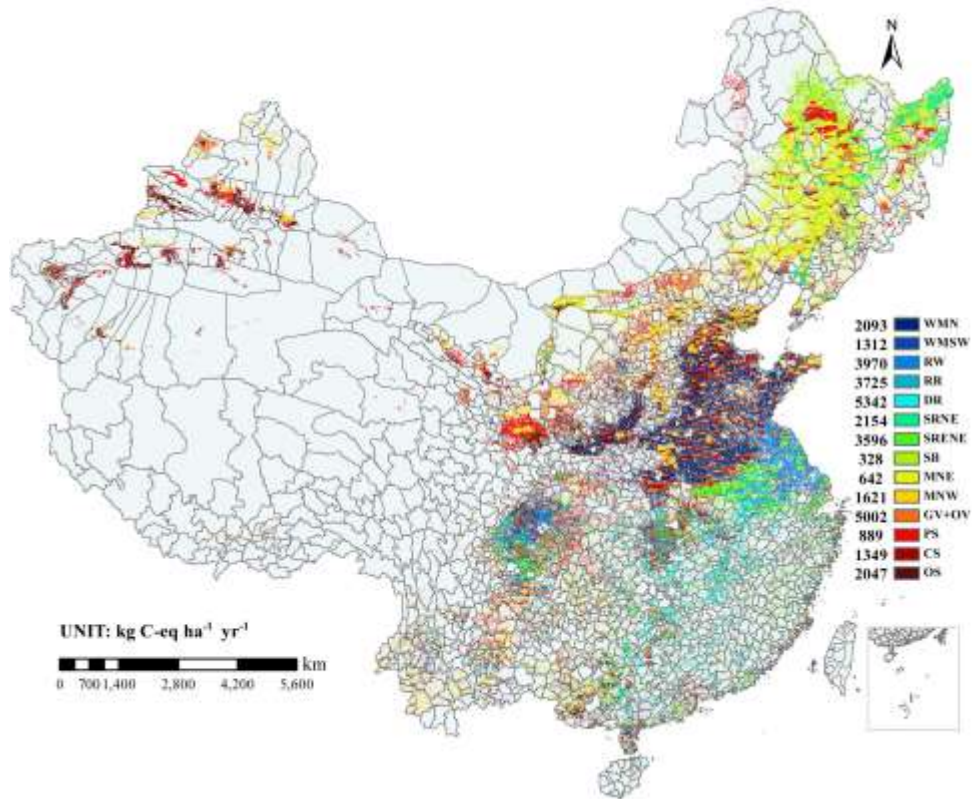 N
2093 WMN
1312 WMSW
3970 RW
3725 RR
5342 DR
2154 SRNE
3596 SRENE
328 SB
642 MNE
1621 MNW
5002 GV+OV
889 PS
1349 CS
2047 OS
UNIT: kg C-eq ha⁻¹ yr⁻¹
km
0 700 1,400 2,800 4,200 5,600